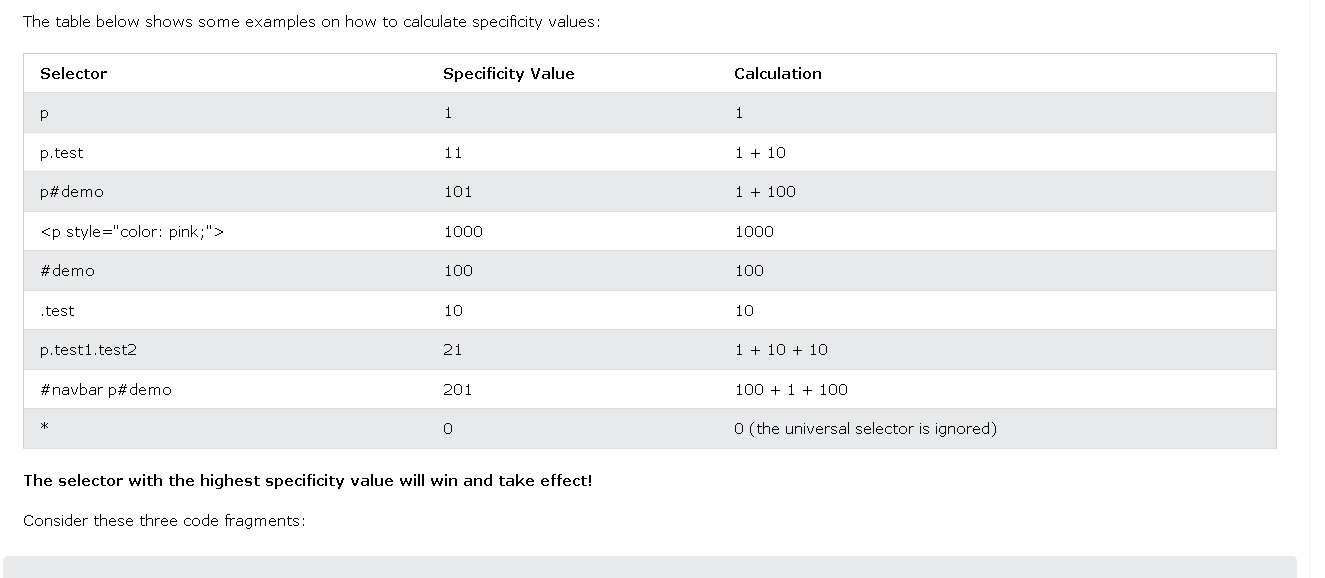 The table below shows some examples on how to calculate specificity values:
Selector Specificity Value Calculation
p 1 1
p.test 11 1 + 10
p#demo 101 1 + 100
<p style="color: pink;"> 1000 1000
#demo 100 100
.test 10 10
p.test1.test2 21 1 + 10 + 10
#navbar p#demo 201 100 + 1 + 100
* 0 0 (the universal selector is ignored)
The selector with the highest specificity value will win and take effect!
Consider these three code fragments: